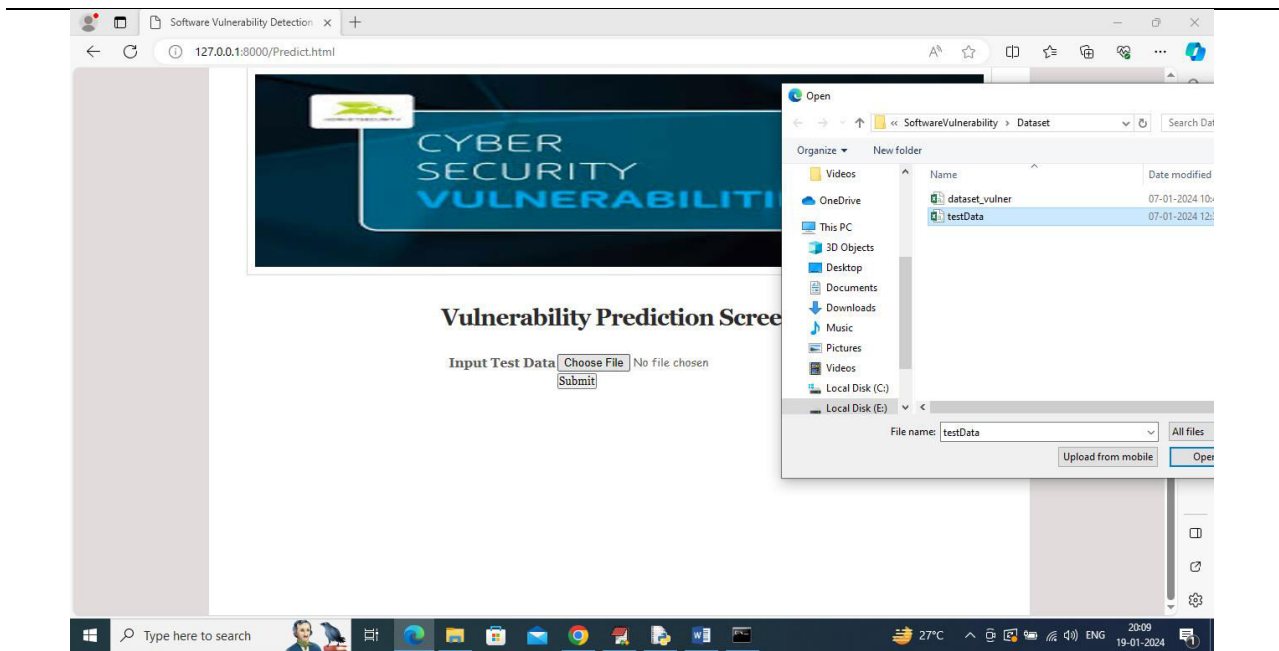 Software Vulnerability Detection
127.0.0.1:8000/Predict.html
CYBER
SECURITY
VULNERABILITI
Vulnerability Prediction Scree
Input Test Data Choose File No file chosen
Submit
Open
« SoftwareVulnerability › Dataset
Search Dat
Organize
New folder
Videos
OneDrive
This PC
3D Objects
Desktop
Documents
Downloads
Music
Pictures
Videos
Local Disk (C:)
Local Disk (E:)
Name Date modified
dataset_vulner 07-01-2024 10:4
testData 07-01-2024 12:
File name: testData All files
Upload from mobile Open
Type here to search
27°C ENG 20:09
19-01-2024